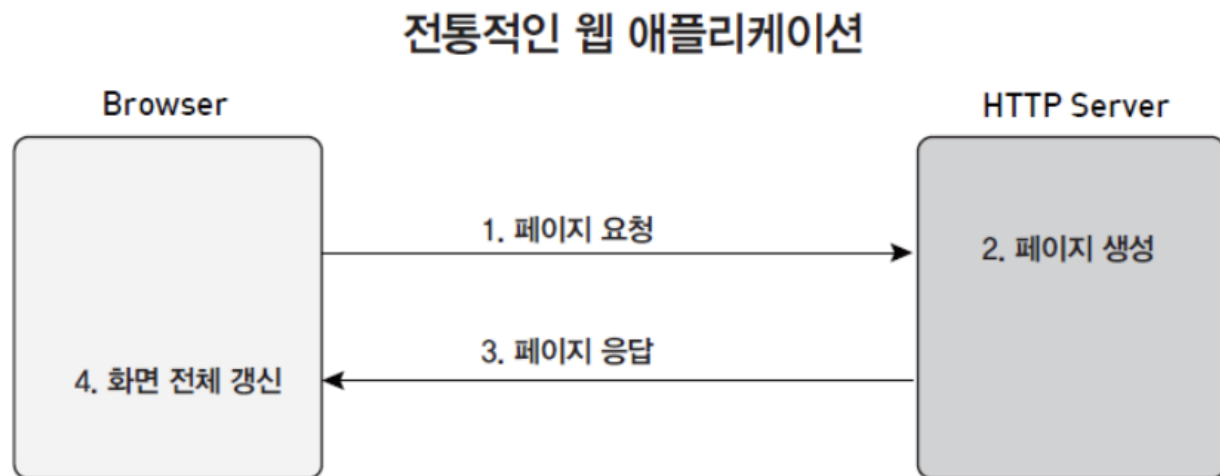 전통적인 웹 애플리케이션
Browser
HTTP Server
1. 페이지 요청
2. 페이지 생성
3. 페이지 응답
4. 화면 전체 갱신